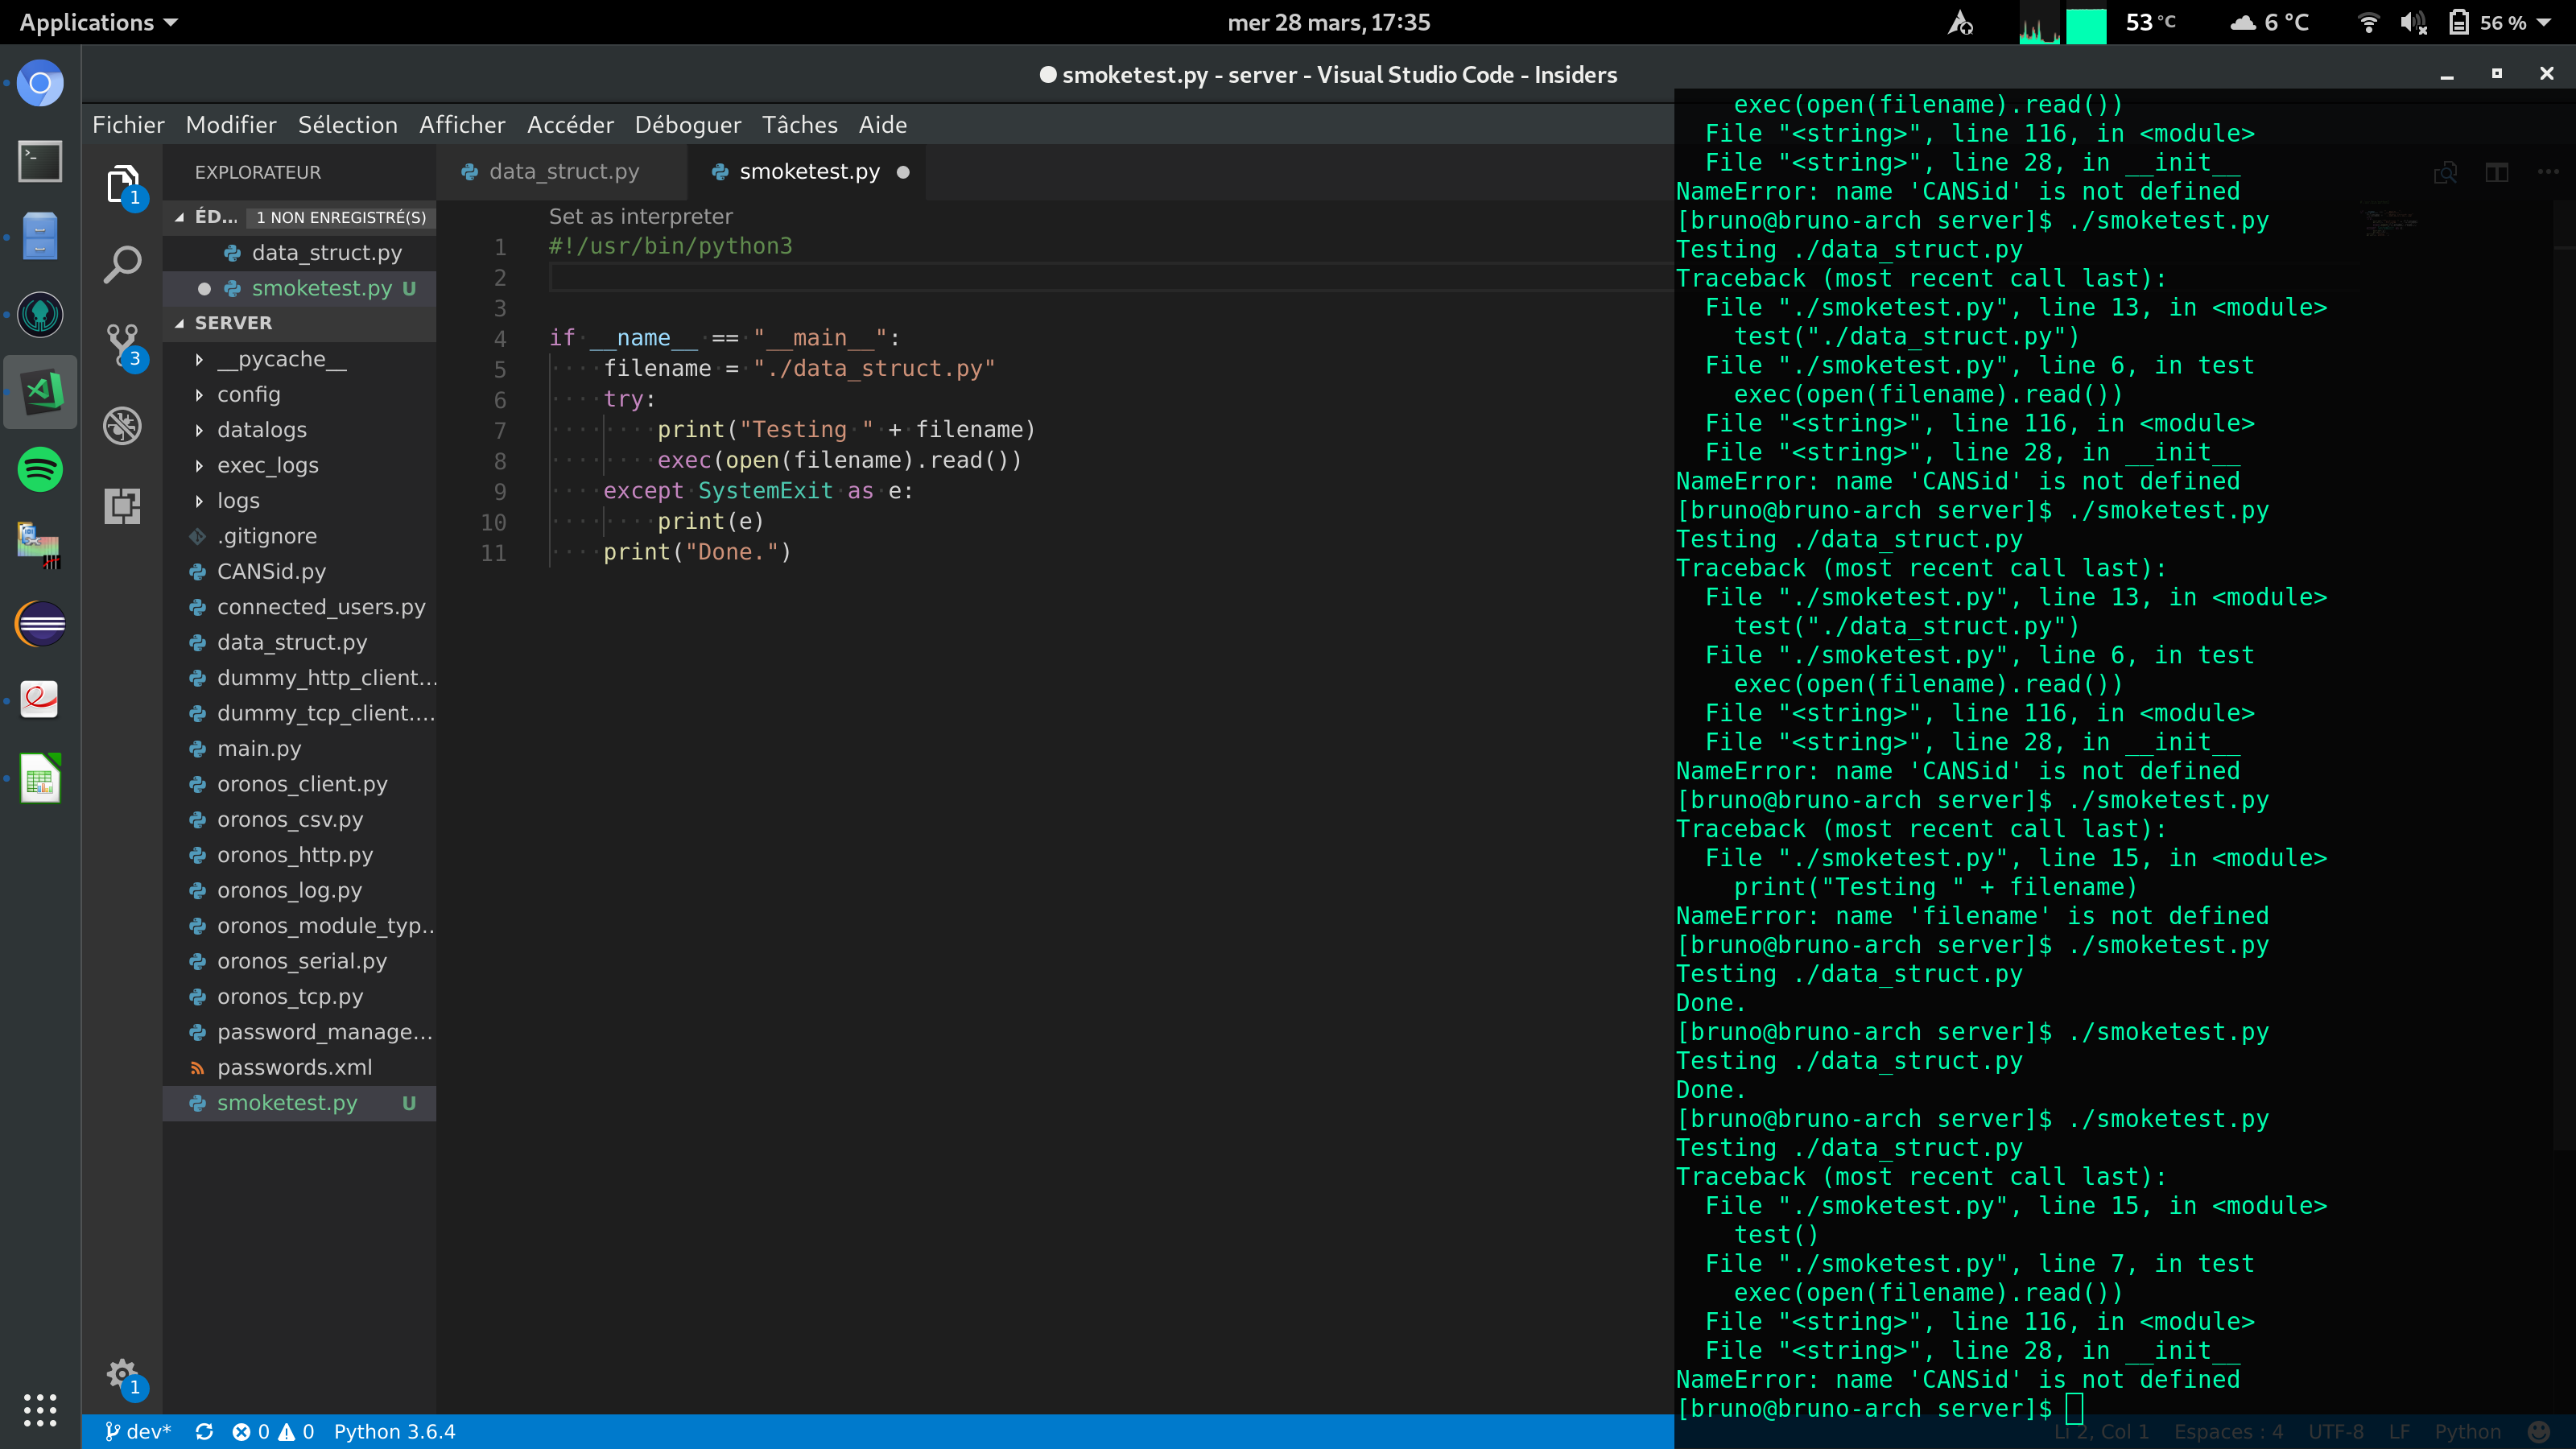 Applications
mer 28 mars, 17:35
53 °C
6 °C
56 %
smoketest.py - server - Visual Studio Code - Insiders
Fichier Modifier Sélection Afficher Accéder Déboguer Tâches Aide
EXPLORATEUR
ÉD... 1 NON ENREGISTRÉ(S)
data_struct.py
smoketest.py U
SERVER
__pycache__
config
datalogs
exec_logs
logs
.gitignore
CANSid.py
connected_users.py
data_struct.py
dummy_http_client...
dummy_tcp_client....
main.py
oronos_client.py
oronos_csv.py
oronos_http.py
oronos_log.py
oronos_module_typ..
oronos_serial.py
oronos_tcp.py
password_manage...
passwords.xml
smoketest.py U
1
3
1
data_struct.py
smoketest.py
Set as interpreter
1 #!/usr/bin/python3
2
3
4 if __name__ == "__main__":
5 filename = "./data_struct.py"
6 try:
7 print("Testing " + filename)
8 exec(open(filename).read())
9 except SystemExit as e:
10 print(e)
11 print("Done.")
exec(open(filename).read())
File "<string>", line 116, in <module>
File "<string>", line 28, in __init__
NameError: name 'CANSid' is not defined
[bruno@bruno-arch server]$ ./smoketest.py
Testing ./data_struct.py
Traceback (most recent call last):
File "./smoketest.py", line 13, in <module>
test("./data_struct.py")
File "./smoketest.py", line 6, in test
exec(open(filename).read())
File "<string>", line 116, in <module>
File "<string>", line 28, in __init__
NameError: name 'CANSid' is not defined
[bruno@bruno-arch server]$ ./smoketest.py
Testing ./data_struct.py
Traceback (most recent call last):
File "./smoketest.py", line 13, in <module>
test("./data_struct.py")
File "./smoketest.py", line 6, in test
exec(open(filename).read())
File "<string>", line 116, in <module>
File "<string>", line 28, in __init__
NameError: name 'CANSid' is not defined
[bruno@bruno-arch server]$ ./smoketest.py
Traceback (most recent call last):
File "./smoketest.py", line 15, in <module>
print("Testing " + filename)
NameError: name 'filename' is not defined
[bruno@bruno-arch server]$ ./smoketest.py
Testing ./data_struct.py
Done.
[bruno@bruno-arch server]$ ./smoketest.py
Testing ./data_struct.py
Done.
[bruno@bruno-arch server]$ ./smoketest.py
Testing ./data_struct.py
Traceback (most recent call last):
File "./smoketest.py", line 15, in <module>
test()
File "./smoketest.py", line 7, in test
exec(open(filename).read())
File "<string>", line 116, in <module>
File "<string>", line 28, in __init__
NameError: name 'CANSid' is not defined
[bruno@bruno-arch server]$
dev* 0 0 Python 3.6.4
Li 2, Col 1 Espaces : 4 UTF-8 LF Python